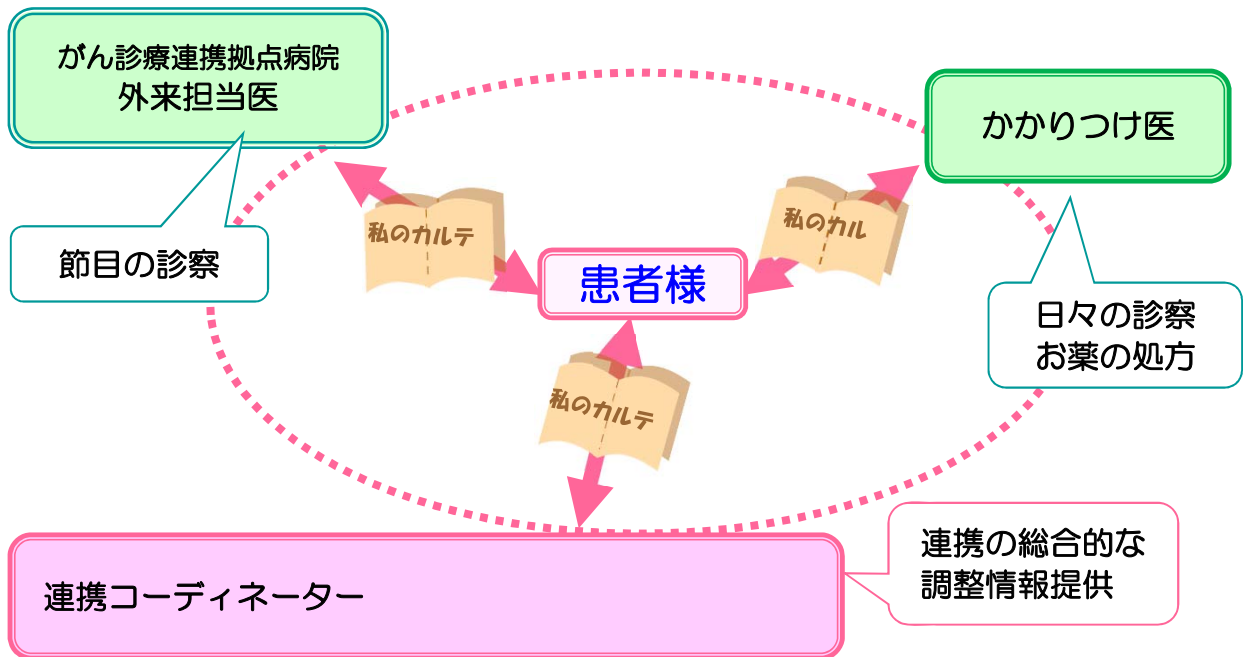 がん診療連携拠点病院
外来担当医
かかりつけ医
節目の診察
私のカルテ
私のカル
患者様
日々の診察
お薬の処方
私のカルテ
連携コーディネーター
連携の総合的な
調整情報提供